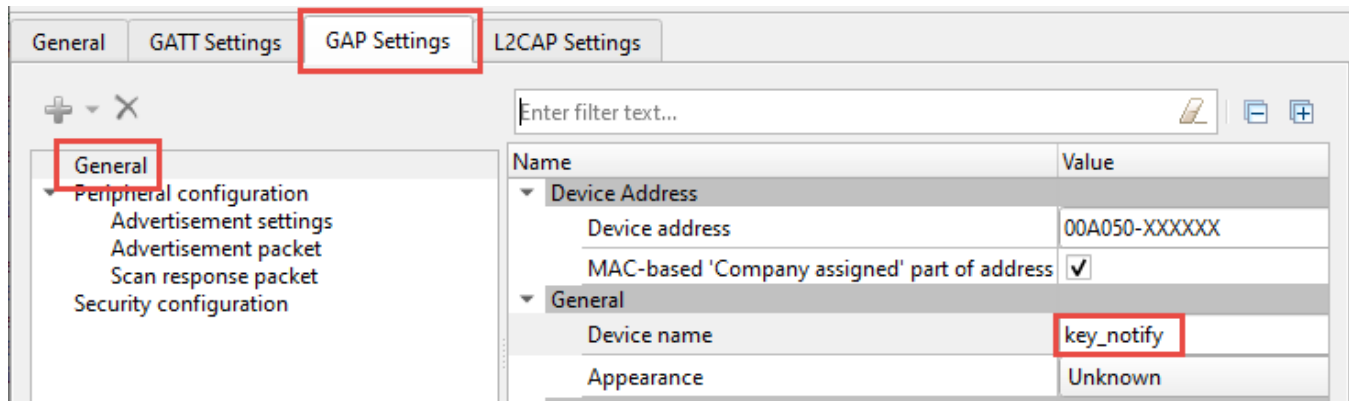 General GATT Settings GAP Settings L2CAP Settings
Enter filter text...
General
Peripheral configuration
Advertisement settings
Advertisement packet
Scan response packet
Security configuration
Name Value
Device Address
Device address 00A050-XXXXXX
MAC-based 'Company assigned' part of address
General
Device name key_notify
Appearance Unknown